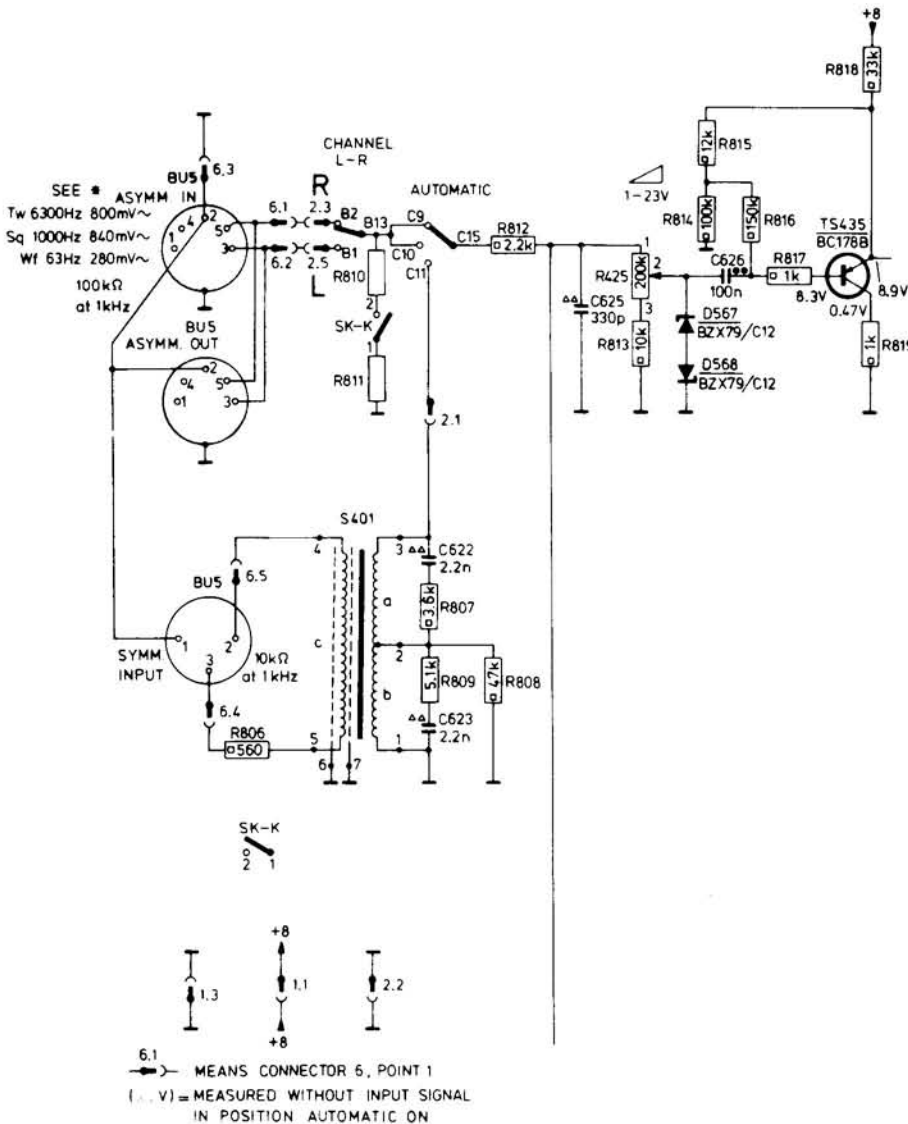 +8
R818
33k
R815
12k
CHANNEL
L-R
BU5
6.3
SEE *
ASYMM. IN
R
AUTOMATIC
1-23V
R814
100k
150k
R816
TS435
BC178B
Tw 6300Hz 800mV~
Sq 1000Hz 840mV~
Wf 63Hz 280mV~
2
4
5
1
3
6.1
2.3
B2
B13
C9
C15
R812
2.2k
6.2
2.5
B1
C10
C11
L
R810
2
SK-K
1
R811
1
R425
200k
2
3
C626
100n
R817
1k
8.3V
8.9V
0.47V
100kΩ
at 1kHz
C625
330p
R813
10k
D567
BZX79/C12
D568
BZX79/C12
1k
R819
BU5
ASYMM. OUT
2
4
5
1
3
2.1
S401
4
3
C622
2.2n
6.5
BU5
3.6k
R807
a
c
2
SYMM.
INPUT
1
2
3
10kΩ
at 1kHz
5.1k
R809
47k
R808
b
6.4
R806
560
C623
2.2n
5
1
6
7
SK-K
2
1
+8
1.3
1.1
2.2
+8
6.1
MEANS CONNECTOR 6, POINT 1
V) = MEASURED WITHOUT INPUT SIGNAL
IN POSITION AUTOMATIC ON